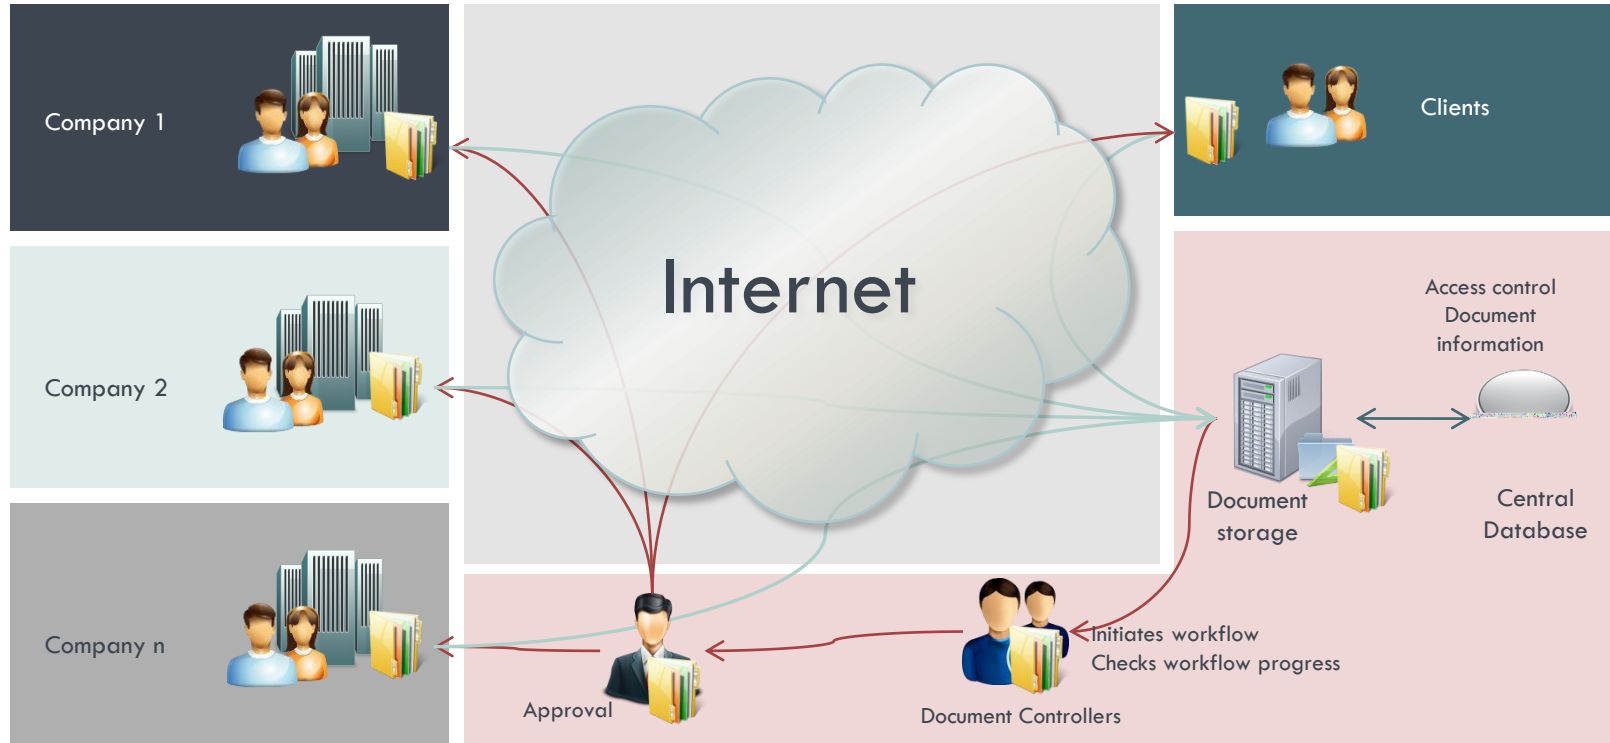 Company 1
Internet
Clients
Company 2
Access control
Document
information
Document
storage
Central
Database
Company n
Initiates workflow
Checks workflow progress
Approval
Document Controllers